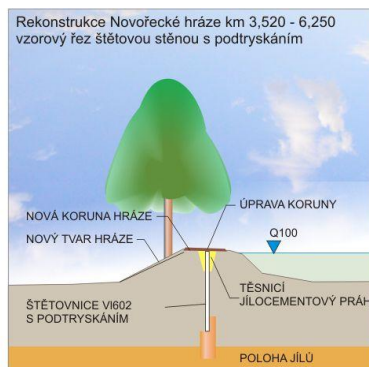 Rekonstrukce Novořecké hráze km 3,520 - 6,250
vzorový řez štětovou stěnou s podtryskáním
ÚPRAVA KORUNY
NOVÁ KORUNA HRÁZE
Q100
NOVÝ TVAR HRÁZE
TĚSNICÍ
JÍLOCEMENTOVÝ PRÁH
ŠTĚTOVNICE VI602
S PODTRYSKÁNÍM
POLOHA JÍLŮ